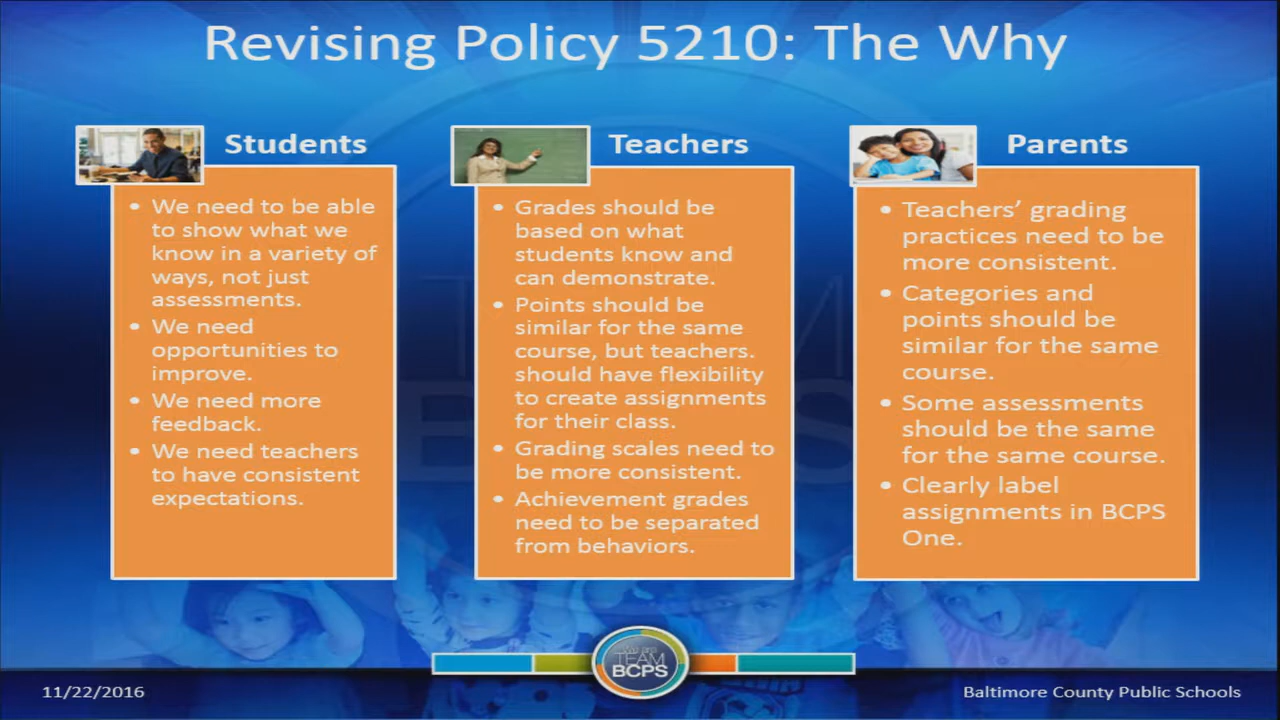 Revising Policy 5210: The Why
Students
• We need to be able
to show what we
know in a variety of
ways, not just
assessments.
• We need
opportunities to
improve.
• We need more
feedback.
• We need teachers
to have consistent
expectations.
Teachers
• Grades should be
based on what
students know and
can demonstrate.
• Points should be
similar for the same
course, but teachers.
should have flexibility
to create assignments
for their class.
• Grading scales need to
be more consistent.
• Achievement grades
need to be separated
from behaviors.
Parents
• Teachers’ grading
practices need to be
more consistent.
• Categories and
points should be
similar for the same
course.
• Some assessments
should be the same
for the same course.
• Clearly label
assignments in BCPS
One.
TEAM
BCPS
11/22/2016
Baltimore County Public Schools